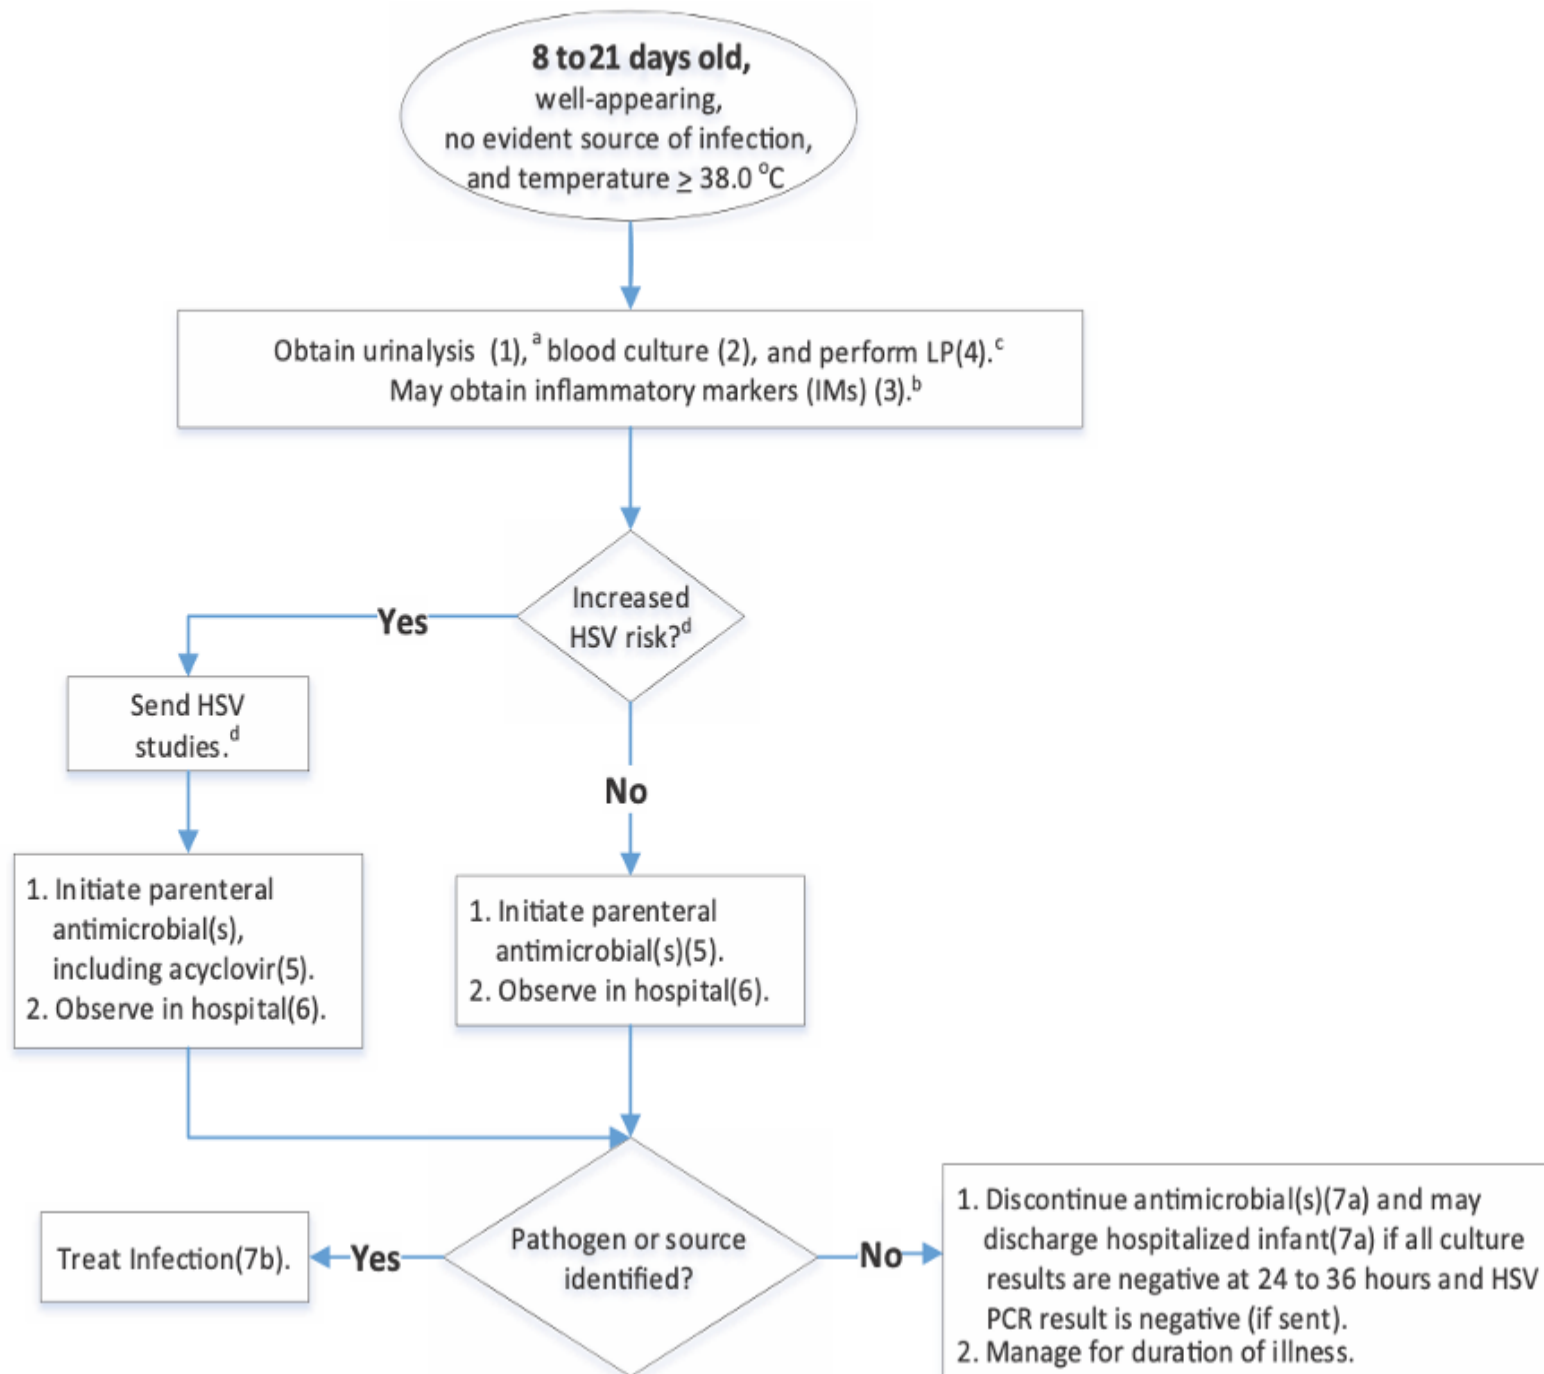 8 to 21 days old,
well-appearing,
no evident source of infection,
and temperature ≥ 38.0 °C
Obtain urinalysis (1),ᵃ blood culture (2), and perform LP(4).ᶜ
May obtain inflammatory markers (IMs) (3).ᵇ
Increased
HSV risk?ᵈ
Yes
Send HSV
studies.ᵈ
No
1. Initiate parenteral
antimicrobial(s),
including acyclovir(5).
2. Observe in hospital(6).
1. Initiate parenteral
antimicrobial(s)(5).
2. Observe in hospital(6).
Pathogen or source
identified?
Yes
Treat Infection(7b).
No
1. Discontinue antimicrobial(s)(7a) and may
discharge hospitalized infant(7a) if all culture
results are negative at 24 to 36 hours and HSV
PCR result is negative (if sent).
2. Manage for duration of illness.